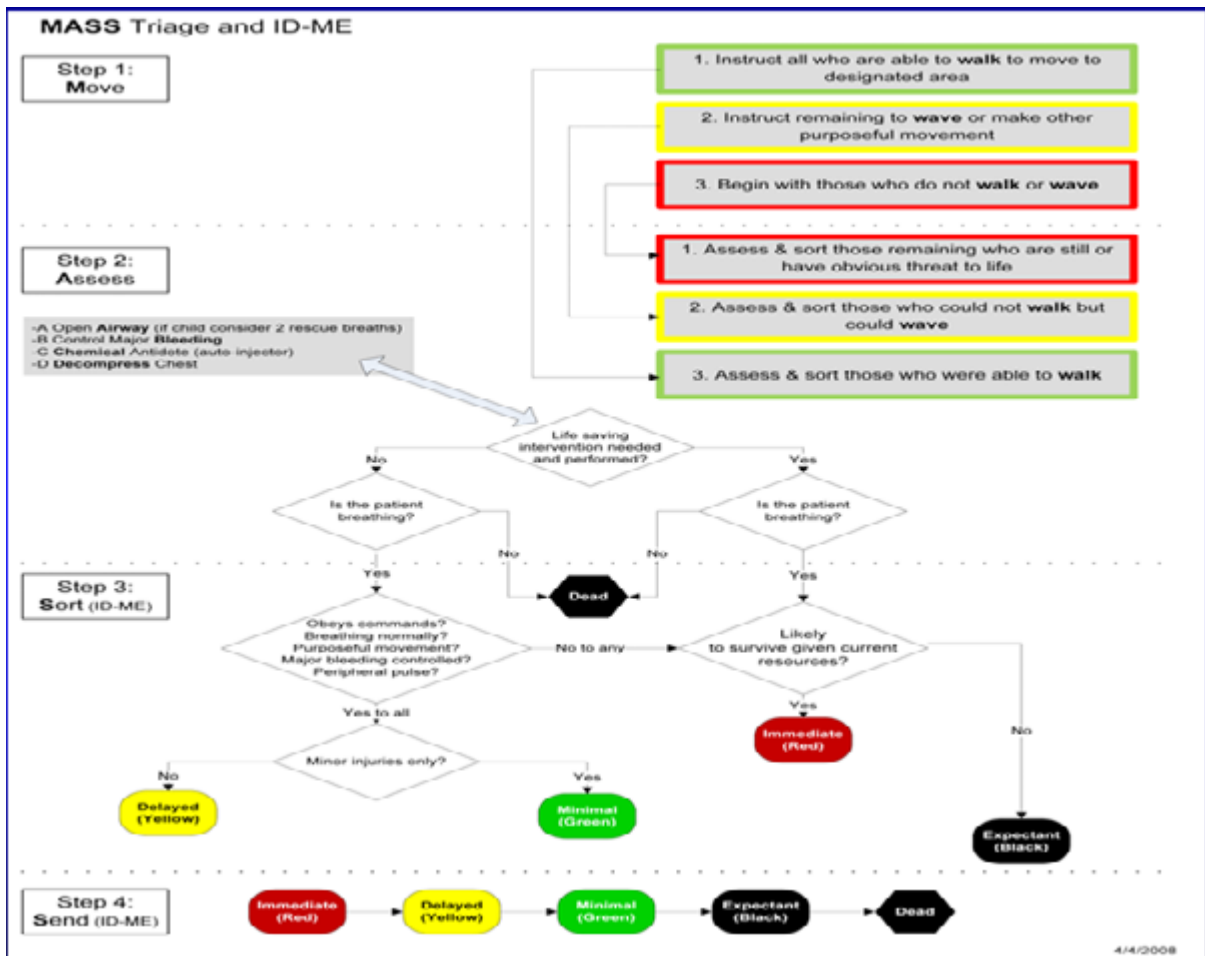 MASS Triage and ID-ME
Step 1:
Move
1. Instruct all who are able to walk to move to
designated area
2. Instruct remaining to wave or make other
purposeful movement
3. Begin with those who do not walk or wave
Step 2:
Assess
1. Assess & sort those remaining who are still or
have obvious threat to life
2. Assess & sort those who could not walk but
could wave
3. Assess & sort those who were able to walk
-A Open Airway (if child consider 2 rescue breaths)
-B Control Major Bleeding
-C Chemical Antidote (auto injector)
-D Decompress Chest
Life saving
intervention needed
and performed?
No
Yes
Is the patient
breathing?
Is the patient
breathing?
No
No
Yes
Yes
Step 3:
Sort (ID-ME)
Dead
Obeys commands?
Breathing normally?
Purposeful movement?
Major bleeding controlled?
Peripheral pulse?
No to any
Likely
to survive given current
resources?
Yes to all
Yes
No
Immediate
(Red)
Minor injuries only?
No
Yes
Delayed
(Yellow)
Minimal
(Green)
Expectant
(Black)
Step 4:
Send (ID-ME)
Immediate
(Red)
Delayed
(Yellow)
Minimal
(Green)
Expectant
(Black)
Dead
4/4/2008